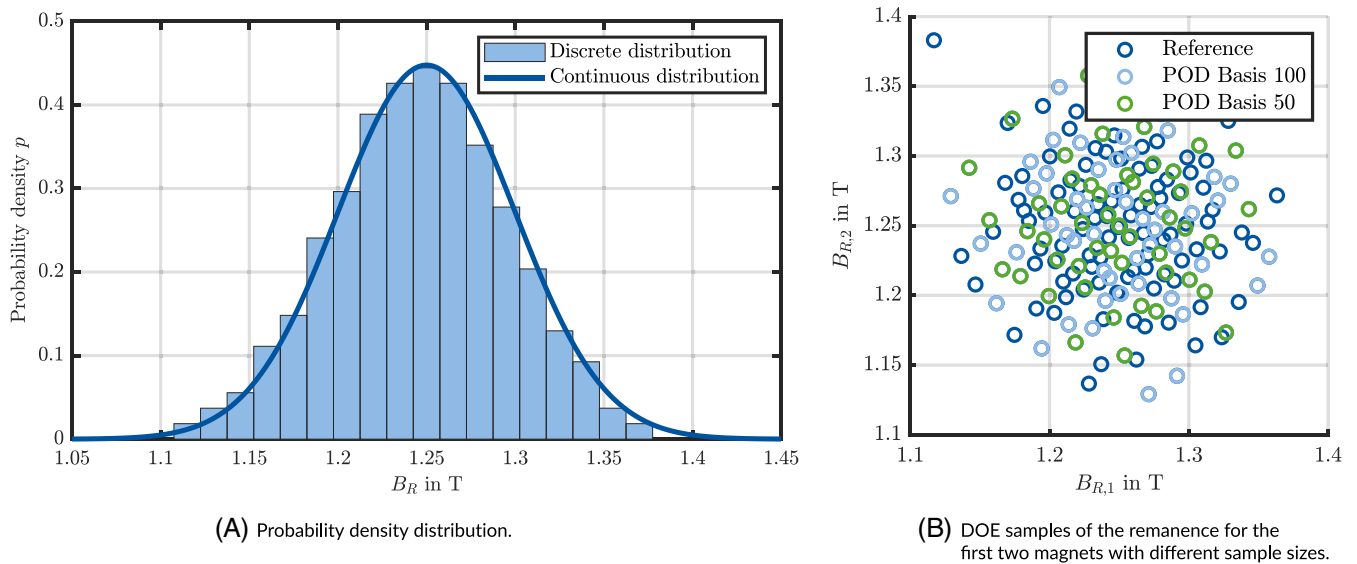 0.5
0.4
0.3
0.2
0.1
0
Probability density p
1.05
1.1
1.15
1.2
1.25
1.3
1.35
1.4
1.45
B_R in T
Discrete distribution
Continuous distribution
(A) Probability density distribution.
1.4
1.35
1.3
1.25
1.2
1.15
1.1
B_{R,2} in T
1.1
1.2
1.3
1.4
B_{R,1} in T
Reference
POD Basis 100
POD Basis 50
(B) DOE samples of the remanence for the
first two magnets with different sample sizes.